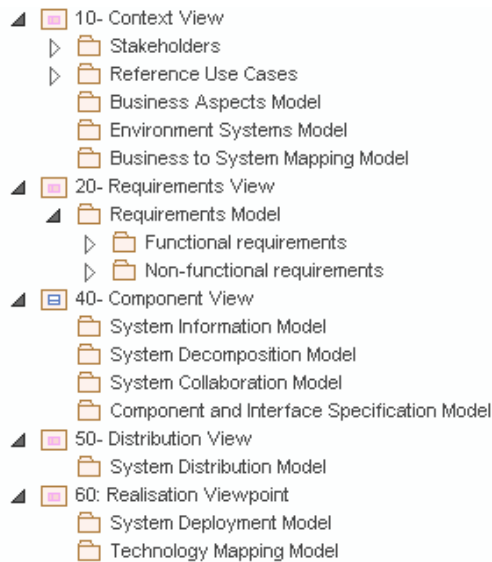 10- Context View
Stakeholders
Reference Use Cases
Business Aspects Model
Environment Systems Model
Business to System Mapping Model
20- Requirements View
Requirements Model
Functional requirements
Non-functional requirements
40- Component View
System Information Model
System Decomposition Model
System Collaboration Model
Component and Interface Specification Model
50- Distribution View
System Distribution Model
60: Realisation Viewpoint
System Deployment Model
Technology Mapping Model